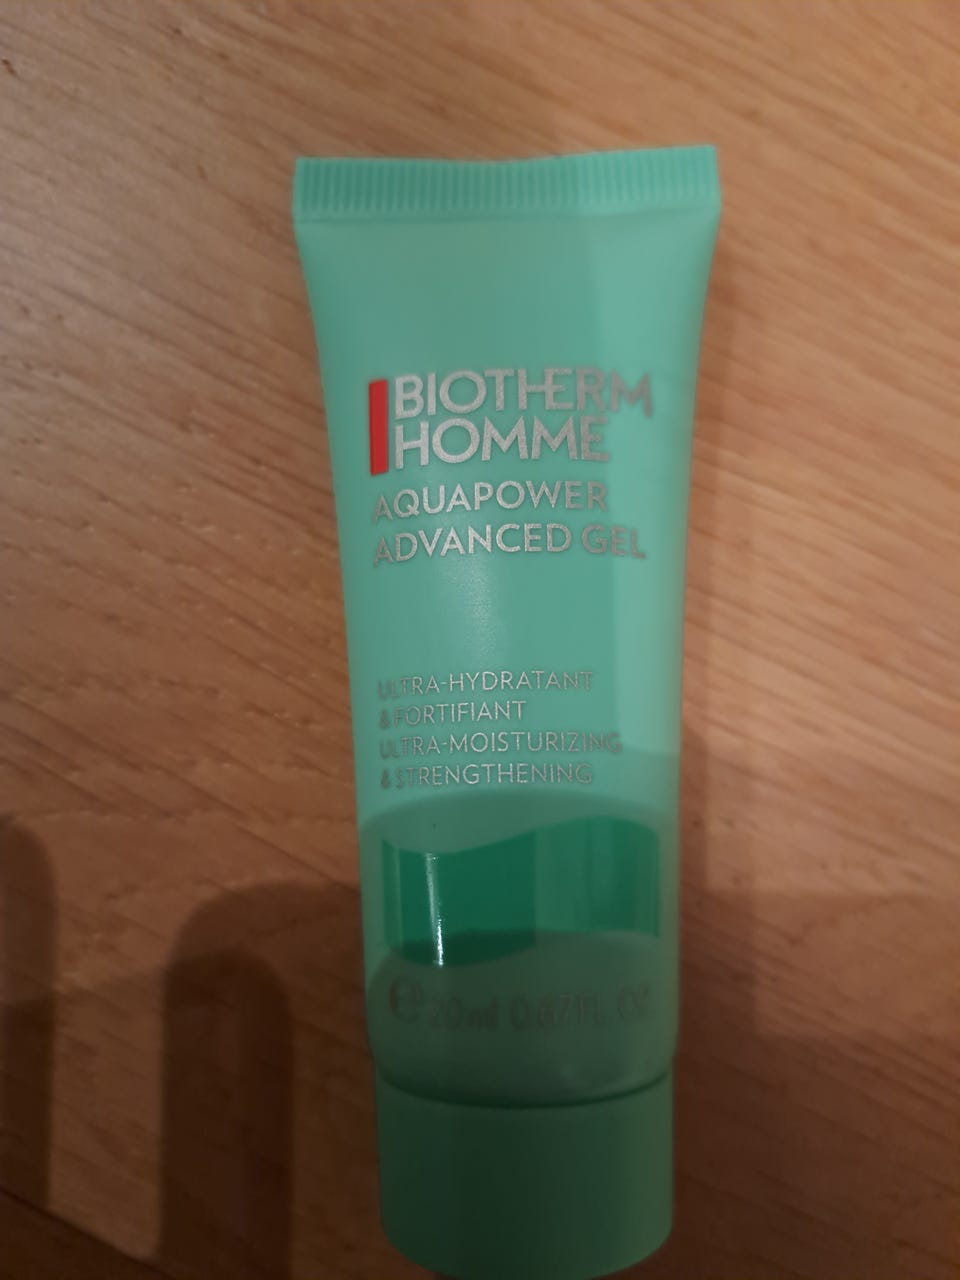 BIOTHERM
HOMME
AQUAPOWER
ADVANCED GEL
ULTRA-HYDRATANT
& FORTIFIANT
ULTRA-MOISTURIZING
& STRENGTHENING
℮ 20ml 0.67FL. OZ